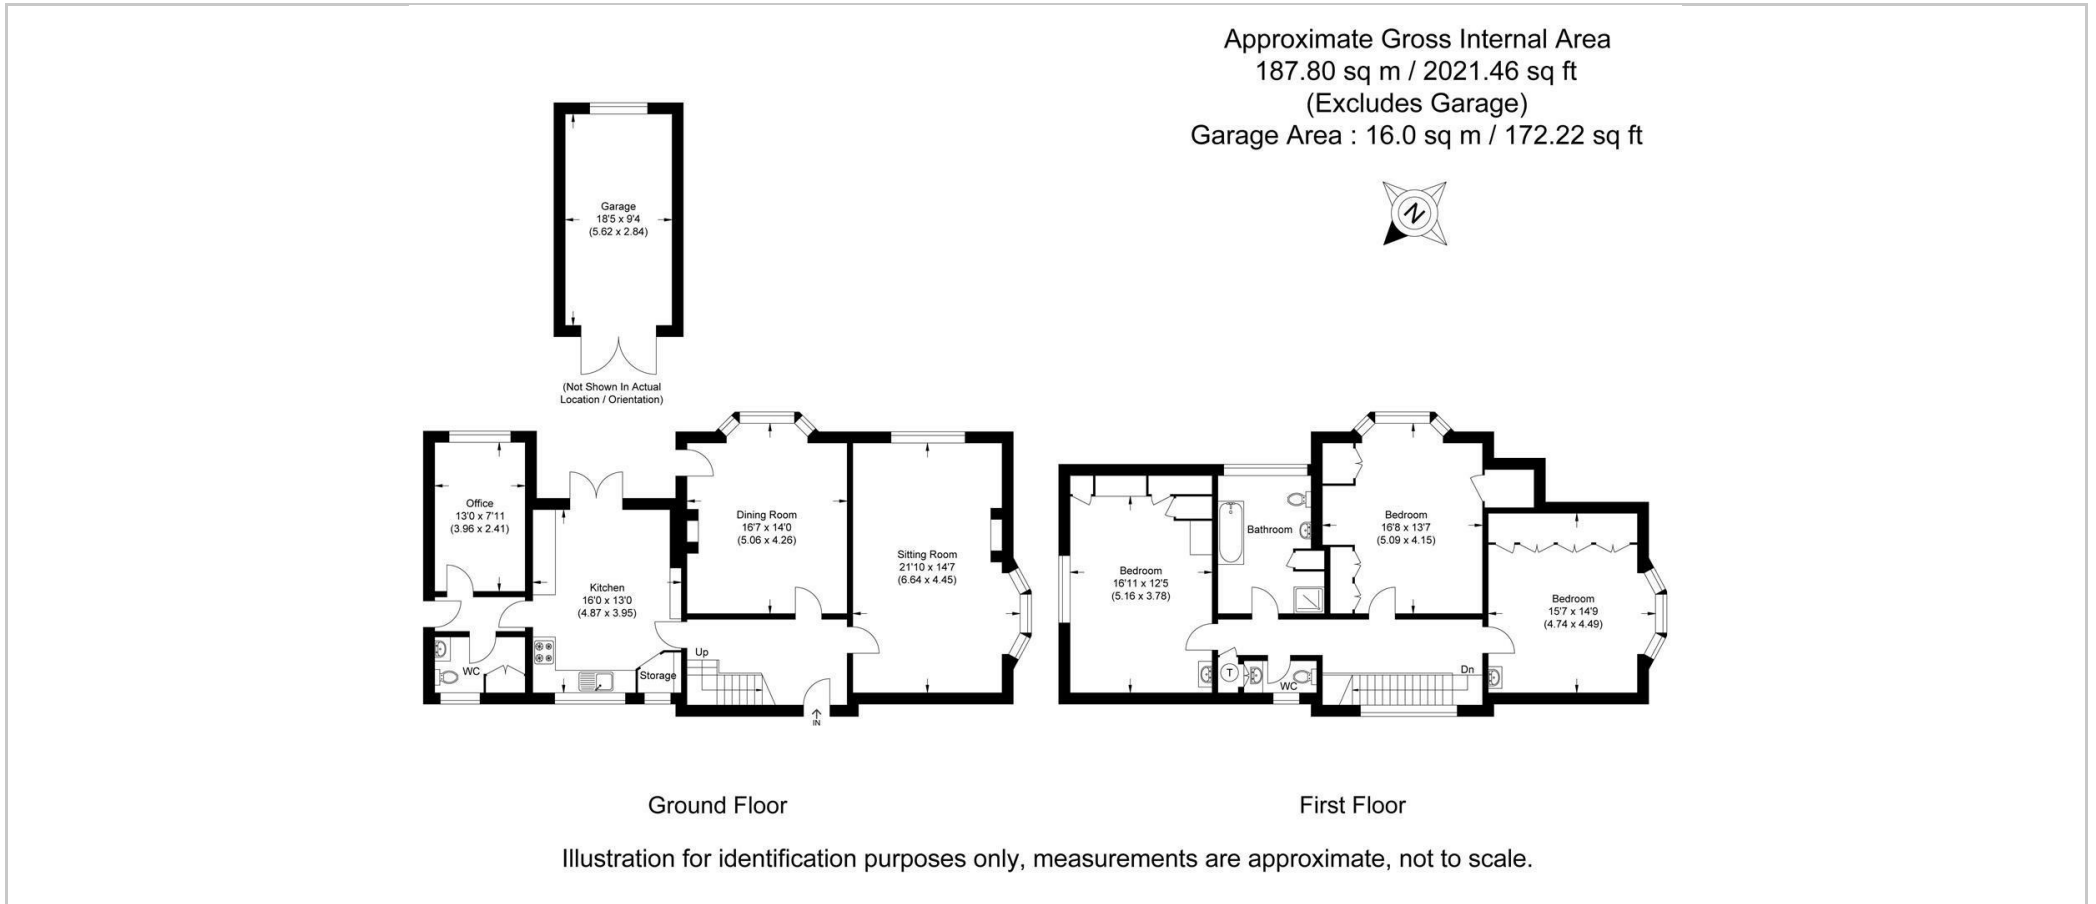 Approximate Gross Internal Area
187.80 sq m / 2021.46 sq ft
(Excludes Garage)
Garage Area : 16.0 sq m / 172.22 sq ft
N
Garage
18'5 x 9'4
(5.62 x 2.84)
(Not Shown In Actual
Location / Orientation)
Office
13'0 x 7'11
(3.96 x 2.41)
Kitchen
16'0 x 13'0
(4.87 x 3.95)
WC
Storage
Dining Room
16'7 x 14'0
(5.06 x 4.26)
Up
IN
Sitting Room
21'10 x 14'7
(6.64 x 4.45)
Bedroom
16'11 x 12'5
(5.16 x 3.78)
Bathroom
T
WC
Bedroom
16'8 x 13'7
(5.09 x 4.15)
Dn
Bedroom
15'7 x 14'9
(4.74 x 4.49)
Ground Floor
First Floor
Illustration for identification purposes only, measurements are approximate, not to scale.